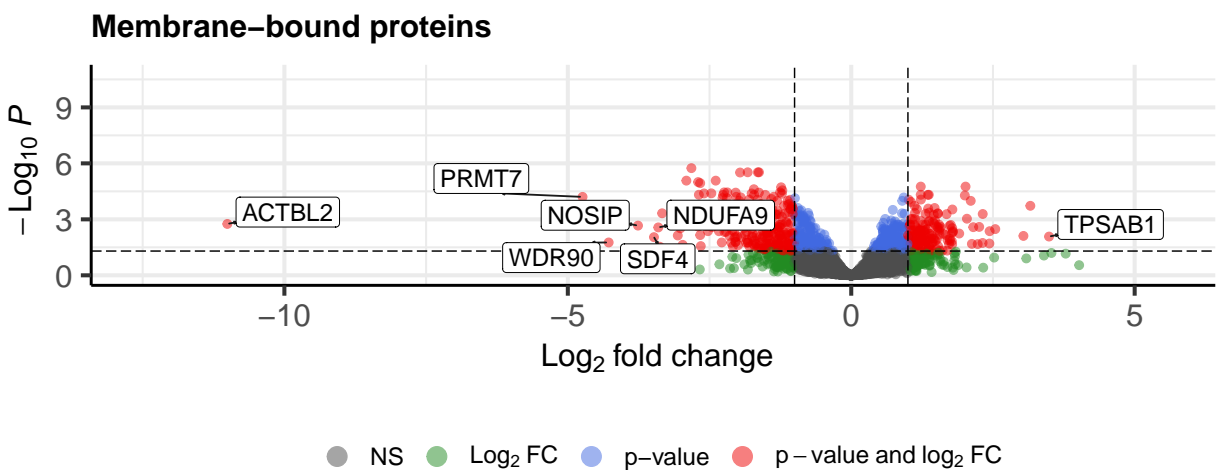 Membrane−bound proteins
− Log10 P
9
6
3
0
PRMT7
ACTBL2
NOSIP
NDUFA9
TPSAB1
WDR90
SDF4
−10
−5
0
5
Log2 fold change
NS
Log2 FC
p−value
p − value and log2 FC